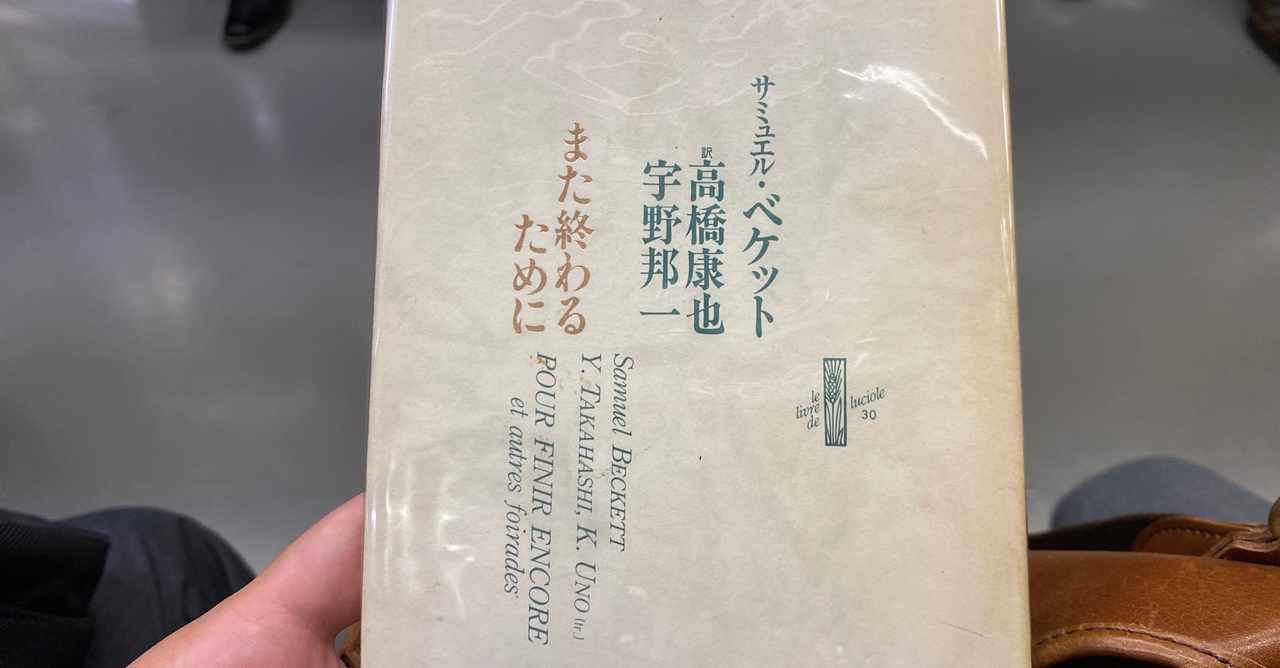 サミュエル・ベケット
訳
高橋康也
宇野邦一
また終わる
ために
Samuel BECKETT
Y. TAKAHASHI, K. UNO (tr.)
POUR FINIR ENCORE
et autres foirades
le
livre
de
luciole
30